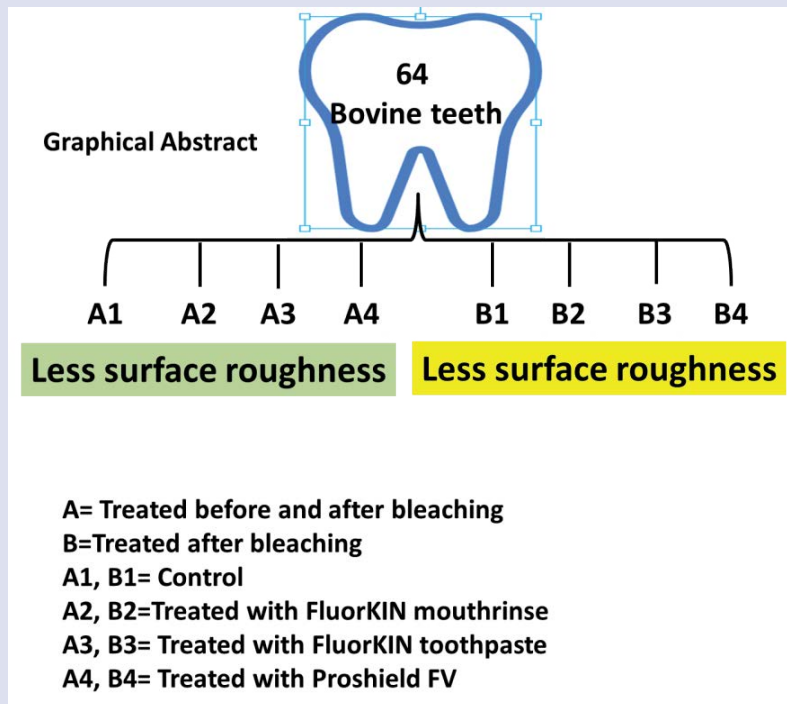 64
Bovine teeth
Graphical Abstract
A1 A2 A3 A4 B1 B2 B3 B4
Less surface roughness Less surface roughness
A= Treated before and after bleaching
B=Treated after bleaching
A1, B1= Control
A2, B2=Treated with FluorKIN mouthrinse
A3, B3= Treated with FluorKIN toothpaste
A4, B4= Treated with Proshield FV